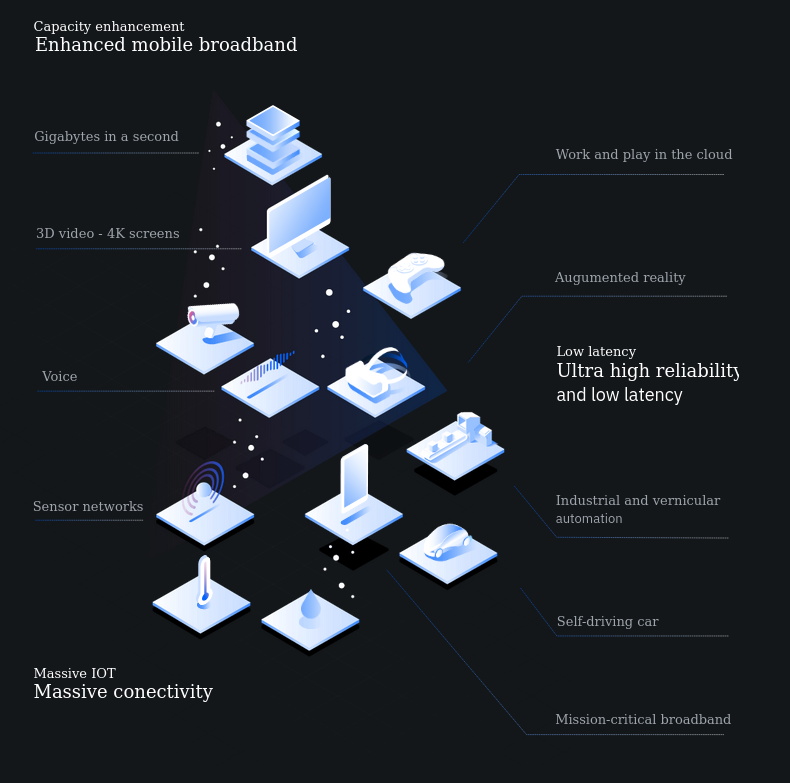 Capacity enhancement
Enhanced mobile broadband
Gigabytes in a second
Work and play in the cloud
3D video - 4K screens
Augumented reality
Low latency
Ultra high reliability
and low latency
Voice
Industrial and vernicular
automation
Sensor networks
Self-driving car
Massive IOT
Massive conectivity
Mission-critical broadband